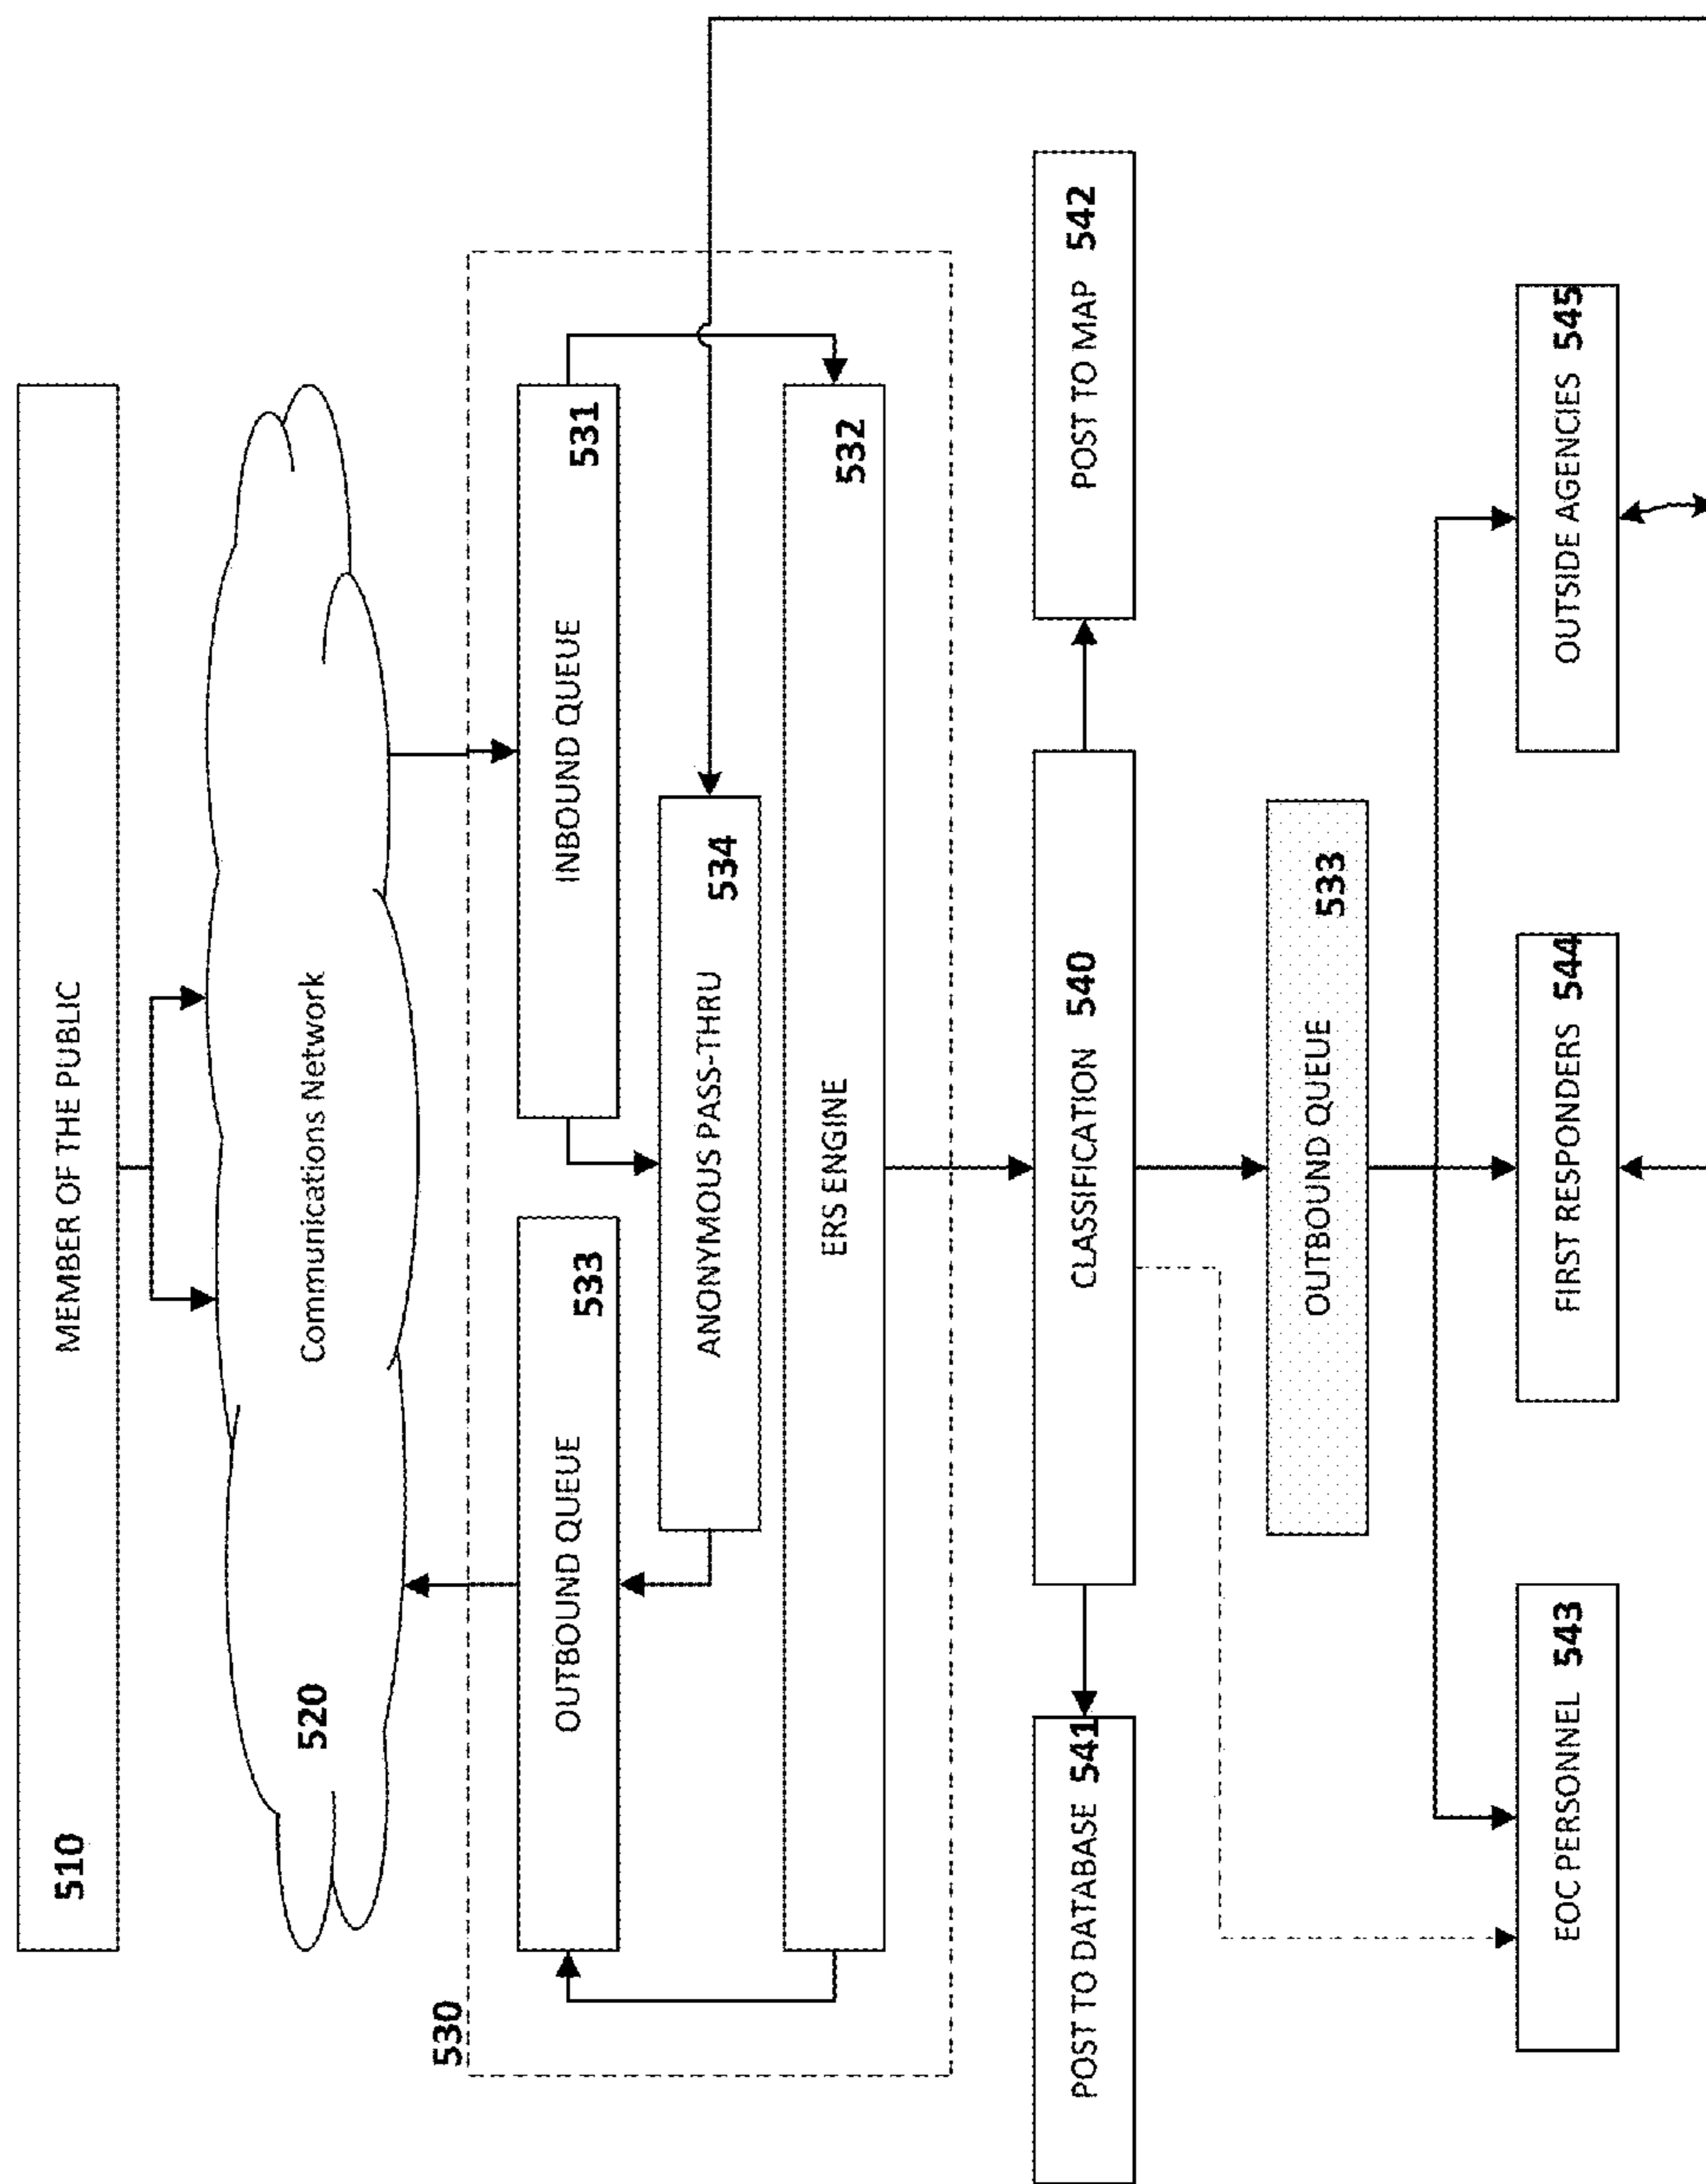 510 MEMBER OF THE PUBLIC
520 Communications Network
530
OUTBOUND QUEUE 533
INBOUND QUEUE 531
ANONYMOUS PASS-THRU 534
ERS ENGINE 532
POST TO DATABASE 541
CLASSIFICATION 540
POST TO MAP 542
OUTBOUND QUEUE 533
EOC PERSONNEL 543
FIRST RESPONDERS 544
OUTSIDE AGENCIES 545